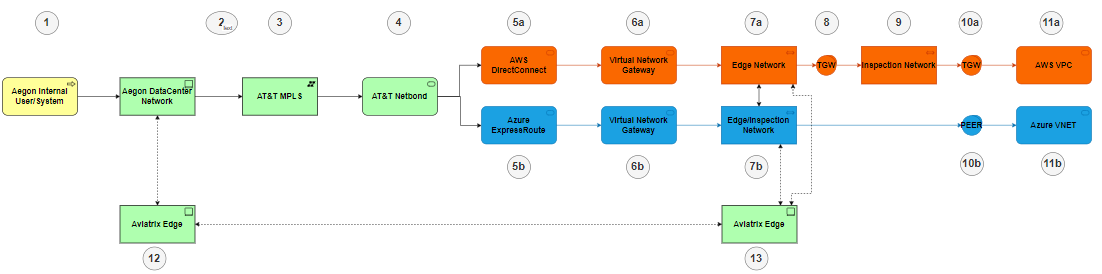 1
2
Text
3
4
5a
6a
7a
8
9
10a
11a
AWS
DirectConnect
Virtual Network
Gateway
Edge Network
TGW
Inspection Network
TGW
AWS VPC
Aegon Internal
User/System
Aegon DataCenter
Network
AT&T MPLS
AT&T Netbond
Azure
ExpressRoute
Virtual Network
Gateway
Edge/Inspection
Network
PEER
Azure VNET
5b
6b
7b
10b
11b
Aviatrix Edge
Aviatrix Edge
12
13